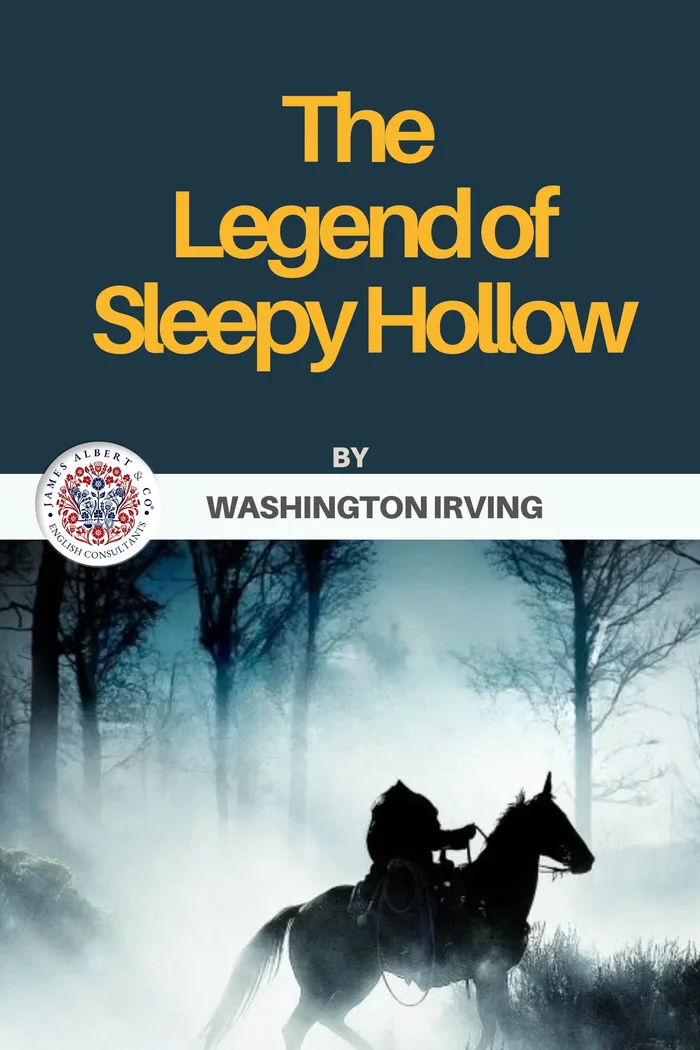 The
Legend of
Sleepy Hollow
BY
WASHINGTON IRVING
• JAMES ALBERT & CO •
ENGLISH CONSULTANTS